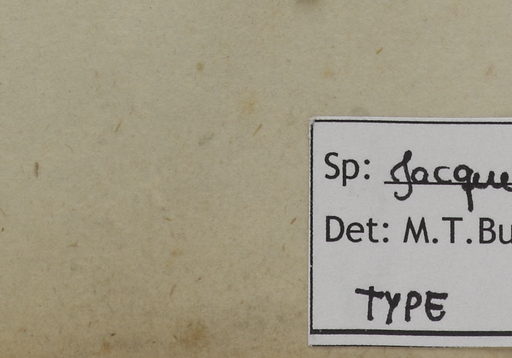 Sp: Jacque
Det: M.T.Bu
TYPE